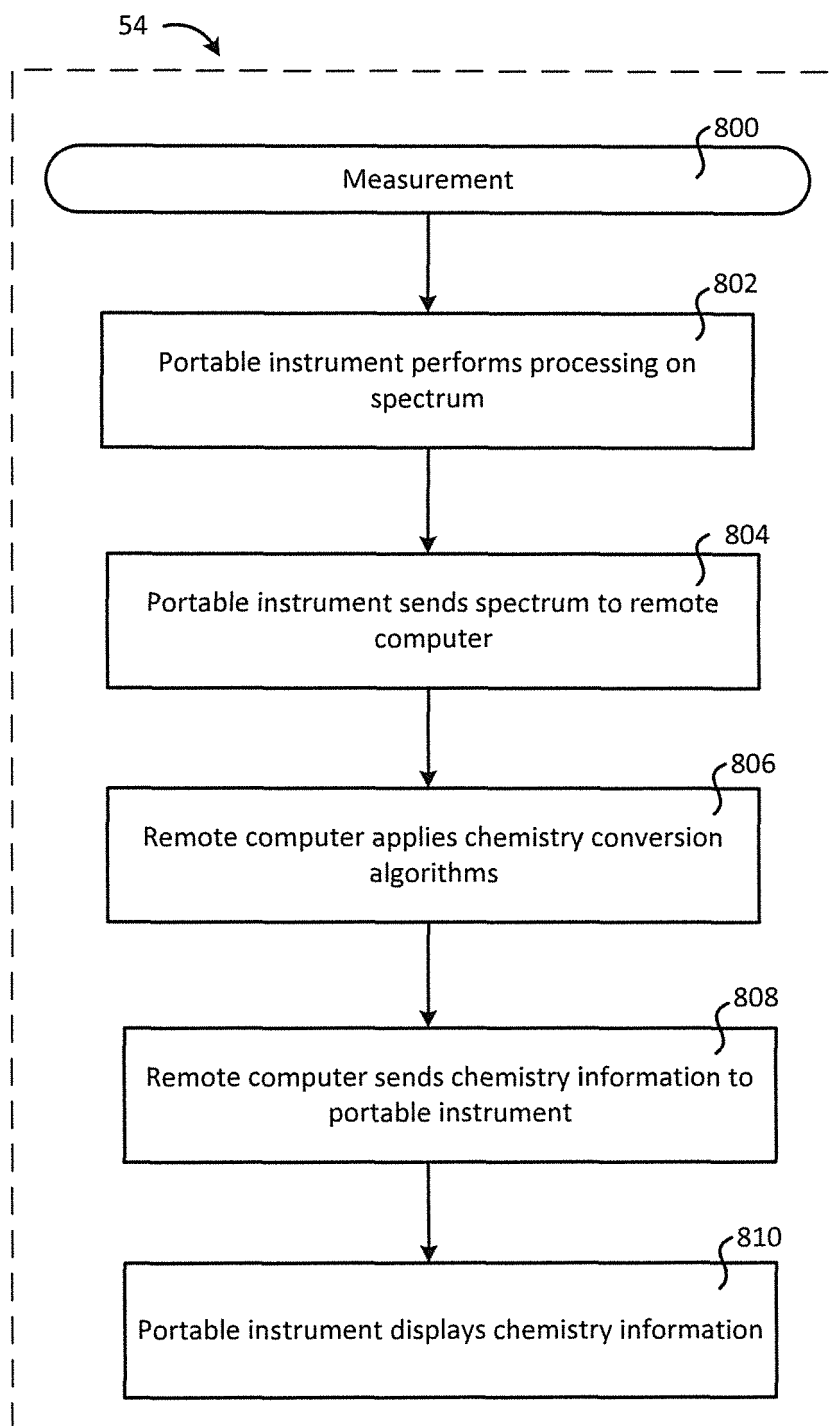 54
800
Measurement
802
Portable instrument performs processing on
spectrum
804
Portable instrument sends spectrum to remote
computer
806
Remote computer applies chemistry conversion
algorithms
808
Remote computer sends chemistry information to
portable instrument
810
Portable instrument displays chemistry information